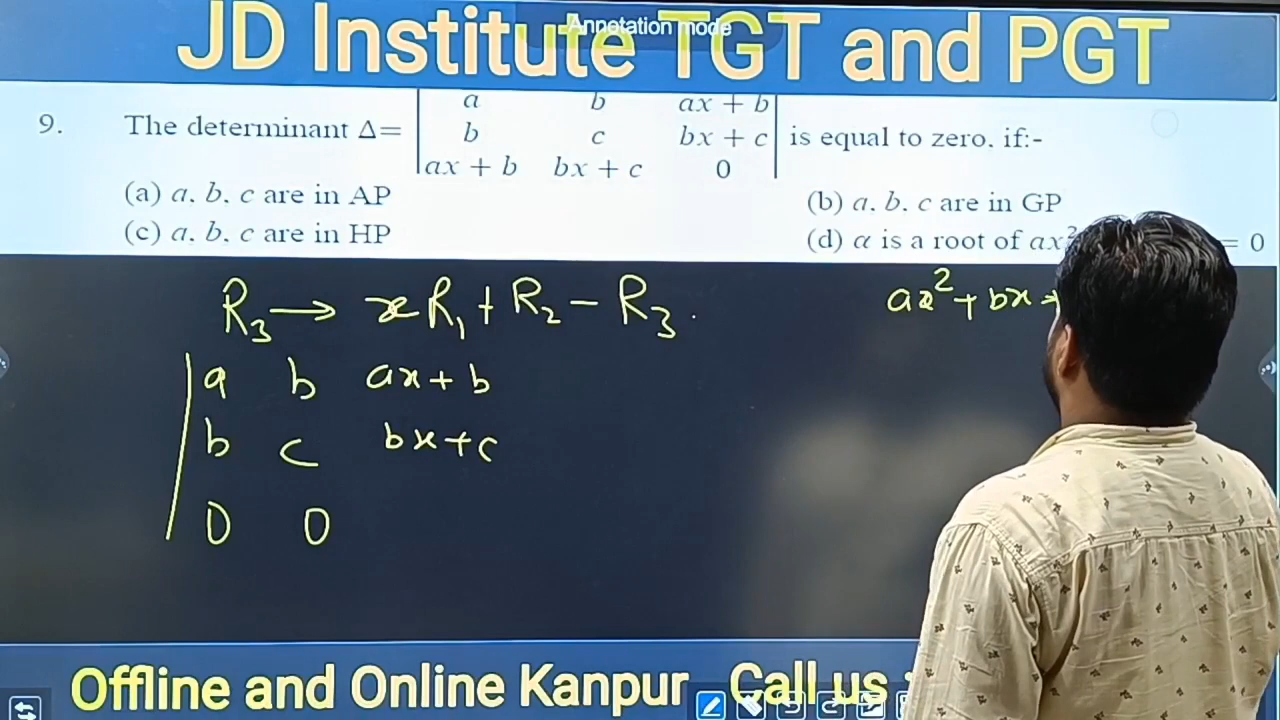 Annotation mode
JD Institute TGT and PGT
9. The determinant Δ= | a b ax + b | is equal to zero. if:-
| b c bx + c |
| ax + b bx + c 0 |
(a) a. b. c are in AP (b) a. b. c are in GP
(c) a. b. c are in HP (d) α is a root of ax² = 0
R₃ → xR₁ + R₂ − R₃. ax² + bx +
| a b ax + b
b c bx + c
0 0
Offline and Online Kanpur Call us :